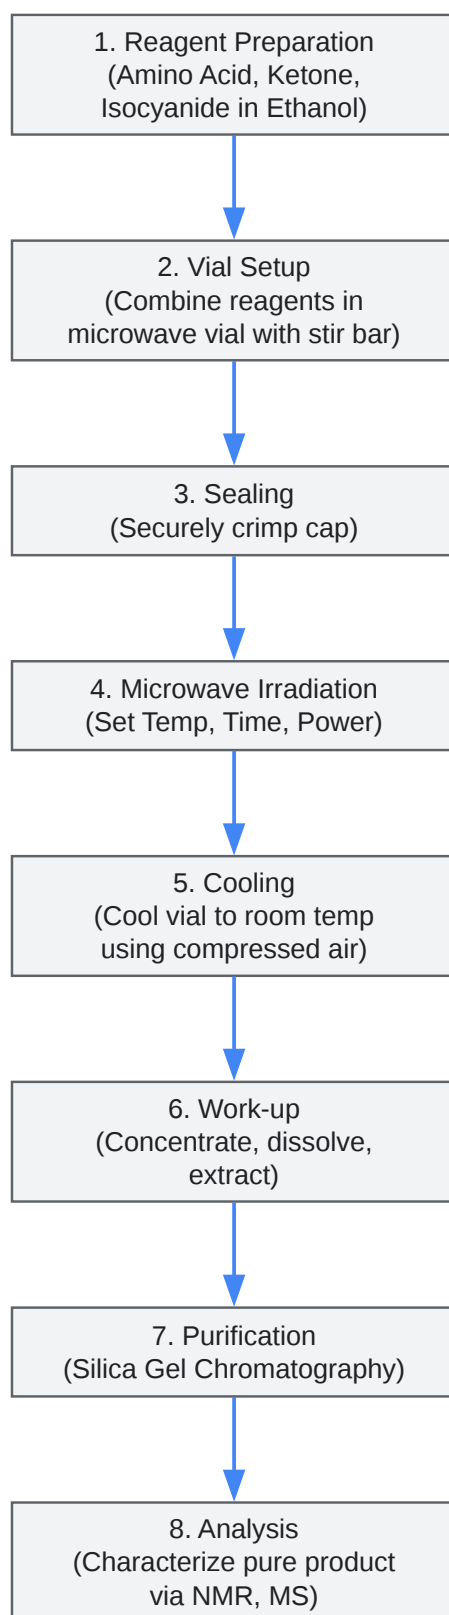 1. Reagent Preparation
(Amino Acid, Ketone,
Isocyanide in Ethanol)
2. Vial Setup
(Combine reagents in
microwave vial with stir bar)
3. Sealing
(Securely crimp cap)
4. Microwave Irradiation
(Set Temp, Time, Power)
5. Cooling
(Cool vial to room temp
using compressed air)
6. Work-up
(Concentrate, dissolve,
extract)
7. Purification
(Silica Gel Chromatography)
8. Analysis
(Characterize pure product
via NMR, MS)